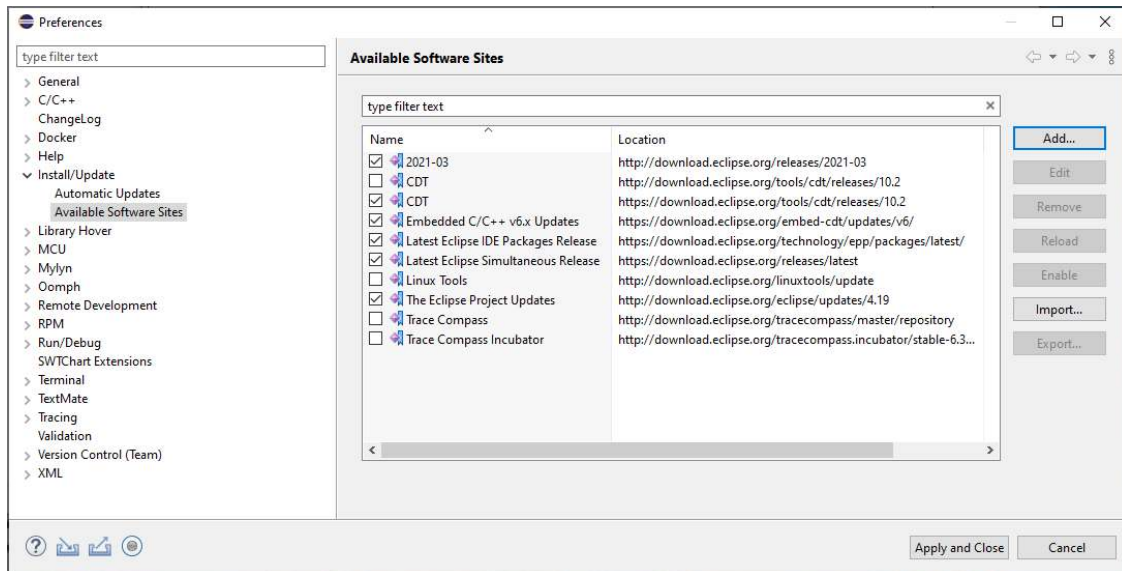 Preferences
type filter text
General
C/C++
ChangeLog
Docker
Help
Install/Update
Automatic Updates
Available Software Sites
Library Hover
MCU
Mylyn
Oomph
Remote Development
RPM
Run/Debug
SWTChart Extensions
Terminal
TextMate
Tracing
Validation
Version Control (Team)
XML
Available Software Sites
type filter text
Name Location
2021-03 http://download.eclipse.org/releases/2021-03
CDT http://download.eclipse.org/tools/cdt/releases/10.2
CDT https://download.eclipse.org/tools/cdt/releases/10.2
Embedded C/C++ v6.x Updates https://download.eclipse.org/embed-cdt/updates/v6/
Latest Eclipse IDE Packages Release https://download.eclipse.org/technology/epp/packages/latest/
Latest Eclipse Simultaneous Release https://download.eclipse.org/releases/latest
Linux Tools http://download.eclipse.org/linuxtools/update
The Eclipse Project Updates http://download.eclipse.org/eclipse/updates/4.19
Trace Compass http://download.eclipse.org/tracecompass/master/repository
Trace Compass Incubator http://download.eclipse.org/tracecompass.incubator/stable-6.3...
Add...
Edit
Remove
Reload
Enable
Import...
Export...
Apply and Close
Cancel